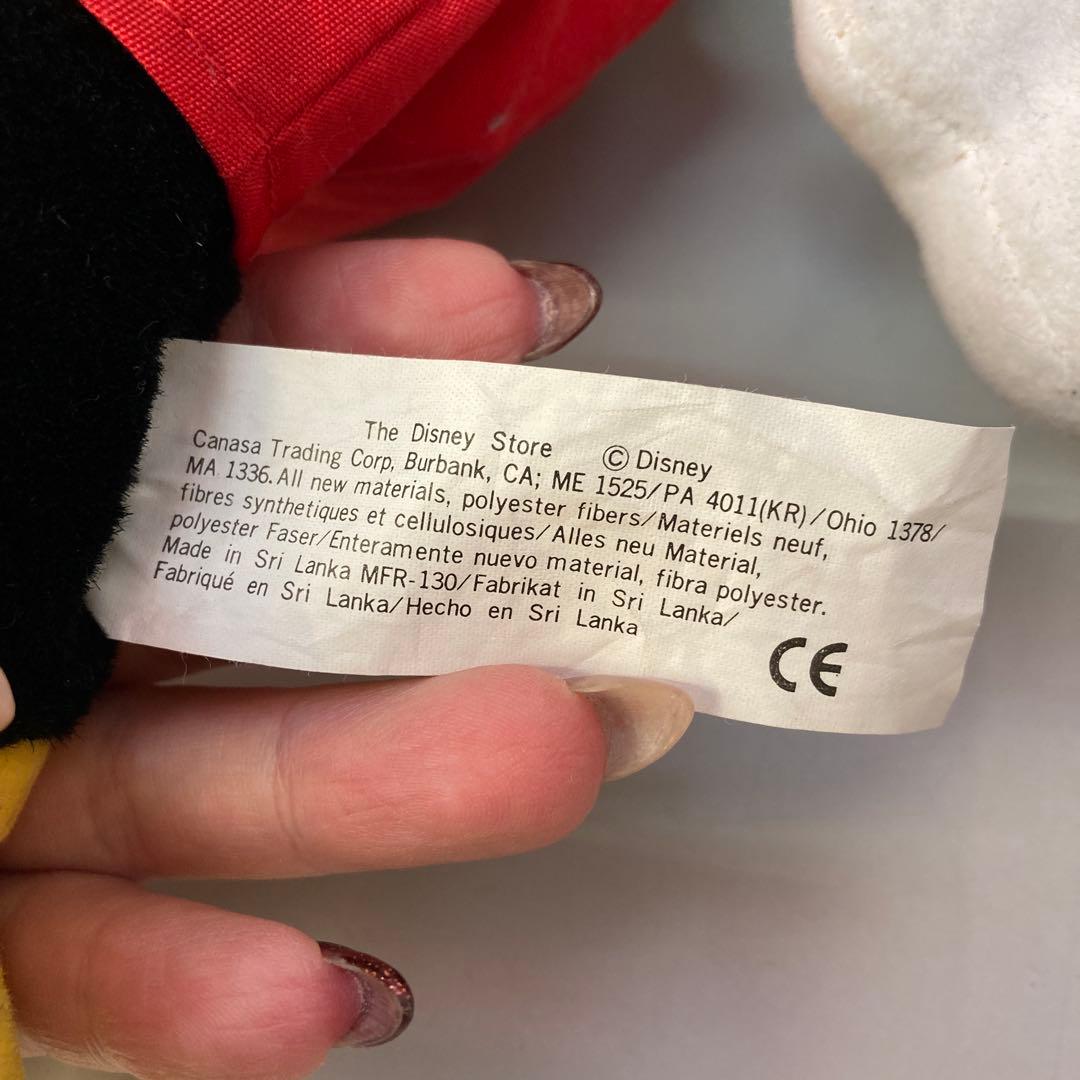 The Disney Store © Disney
Canasa Trading Corp, Burbank, CA; ME 1525/PA 4011(KR)/Ohio 1378/
MA 1336. All new materials, polyester fibers/Materiels neuf,
fibres synthetiques et cellulosiques/Alles neu Material,
polyester Faser/Enteramente nuevo material, fibra polyester.
Made in Sri Lanka MFR-130/Fabrikat in Sri Lanka/
Fabriqué en Sri Lanka/Hecho en Sri Lanka
CE